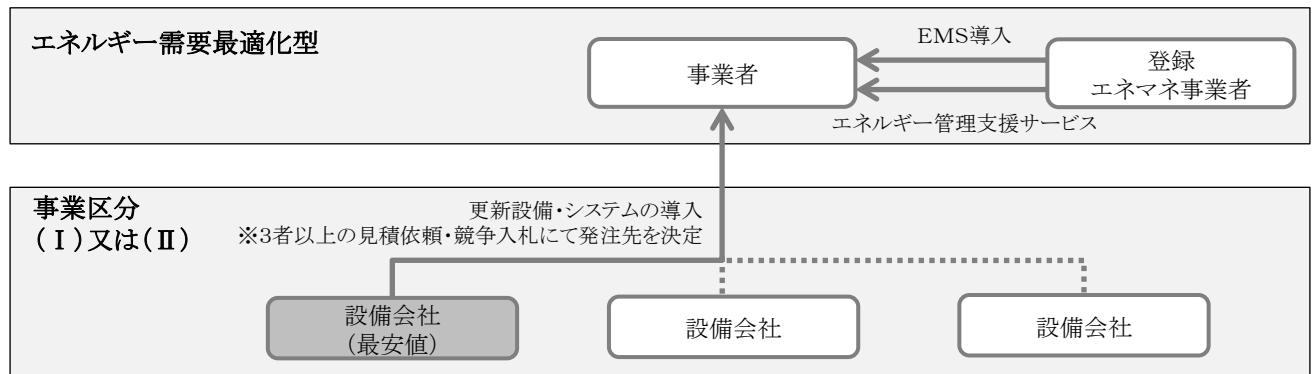 エネルギー需要最適化型
事業者
EMS導入
登録
エネマネ事業者
エネルギー管理支援サービス
事業区分
(Ⅰ)又は(Ⅱ)
更新設備・システムの導入
※3者以上の見積依頼・競争入札にて発注先を決定
設備会社
(最安値)
設備会社
設備会社